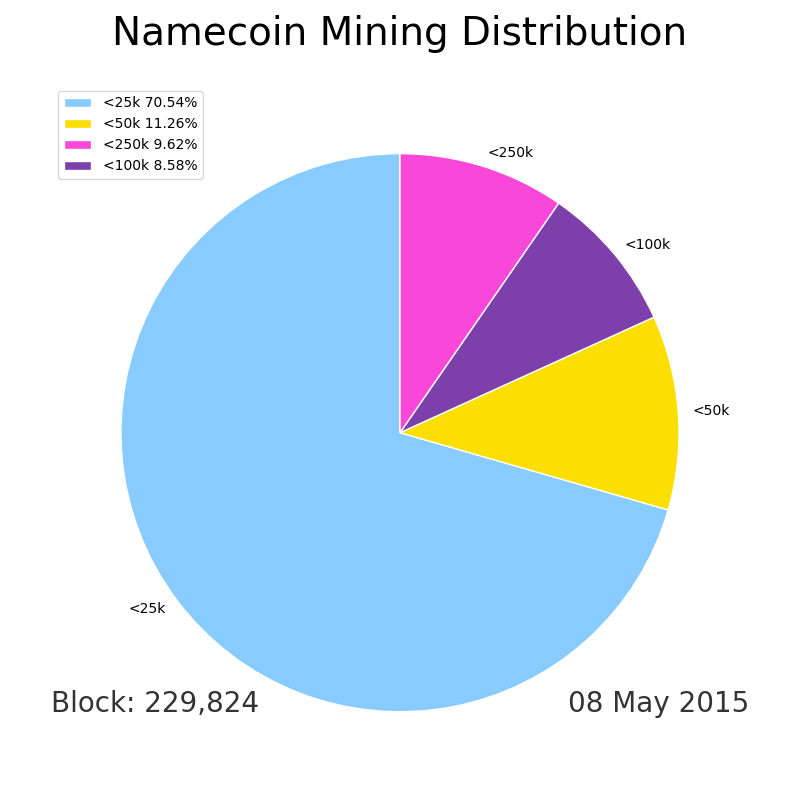 Namecoin Mining Distribution
<25k 70.54%
<50k 11.26%
<250k 9.62%
<100k 8.58%
<250k
<100k
<50k
<25k
Block: 229,824
08 May 2015